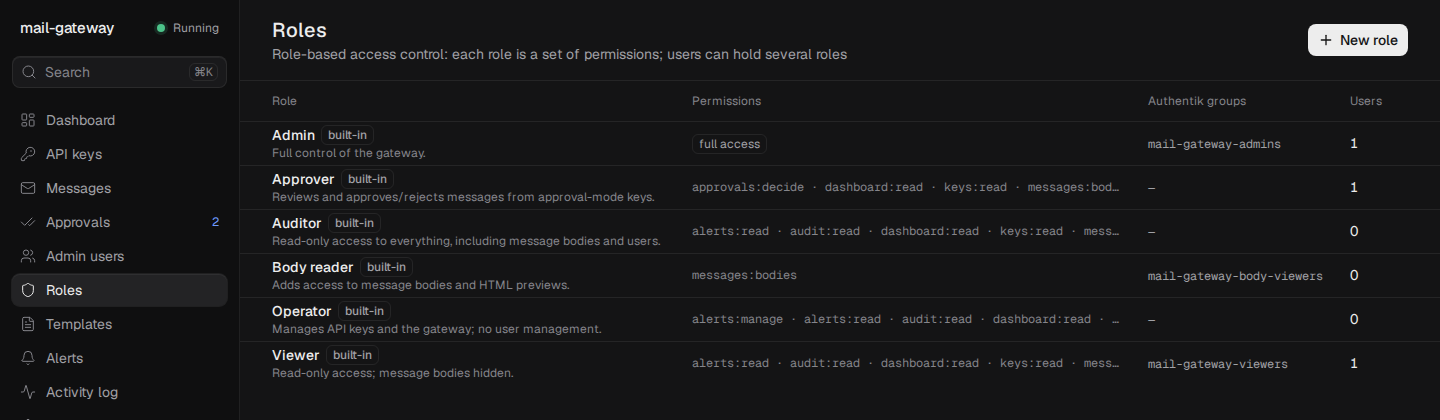 mail-gateway Running
Search ⌘K
Dashboard
API keys
Messages
Approvals 2
Admin users
Roles
Templates
Alerts
Activity log
Roles
Role-based access control: each role is a set of permissions; users can hold several roles
+ New role
Role Permissions Authentik groups Users
Admin built-in
Full control of the gateway.
full access
mail-gateway-admins
1
Approver built-in
Reviews and approves/rejects messages from approval-mode keys.
approvals:decide · dashboard:read · keys:read · messages:bod…
—
1
Auditor built-in
Read-only access to everything, including message bodies and users.
alerts:read · audit:read · dashboard:read · keys:read · mess…
—
0
Body reader built-in
Adds access to message bodies and HTML previews.
messages:bodies
mail-gateway-body-viewers
0
Operator built-in
Manages API keys and the gateway; no user management.
alerts:manage · alerts:read · audit:read · dashboard:read · …
—
0
Viewer built-in
Read-only access; message bodies hidden.
alerts:read · audit:read · dashboard:read · keys:read · mess…
mail-gateway-viewers
1